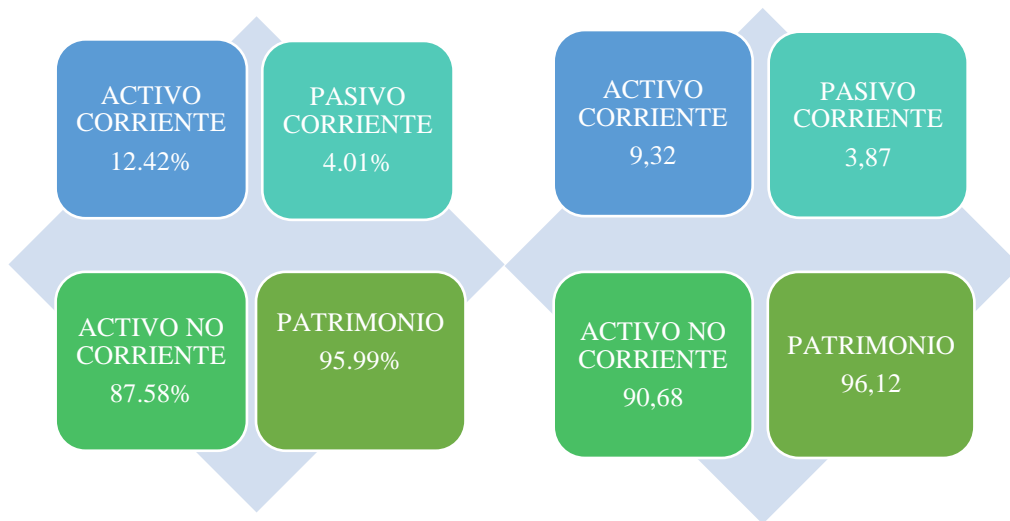 ACTIVO
CORRIENTE
12.42%
PASIVO
CORRIENTE
4.01%
ACTIVO NO
CORRIENTE
87.58%
PATRIMONIO
95.99%
ACTIVO
CORRIENTE
9,32
PASIVO
CORRIENTE
3,87
ACTIVO NO
CORRIENTE
90,68
PATRIMONIO
96,12